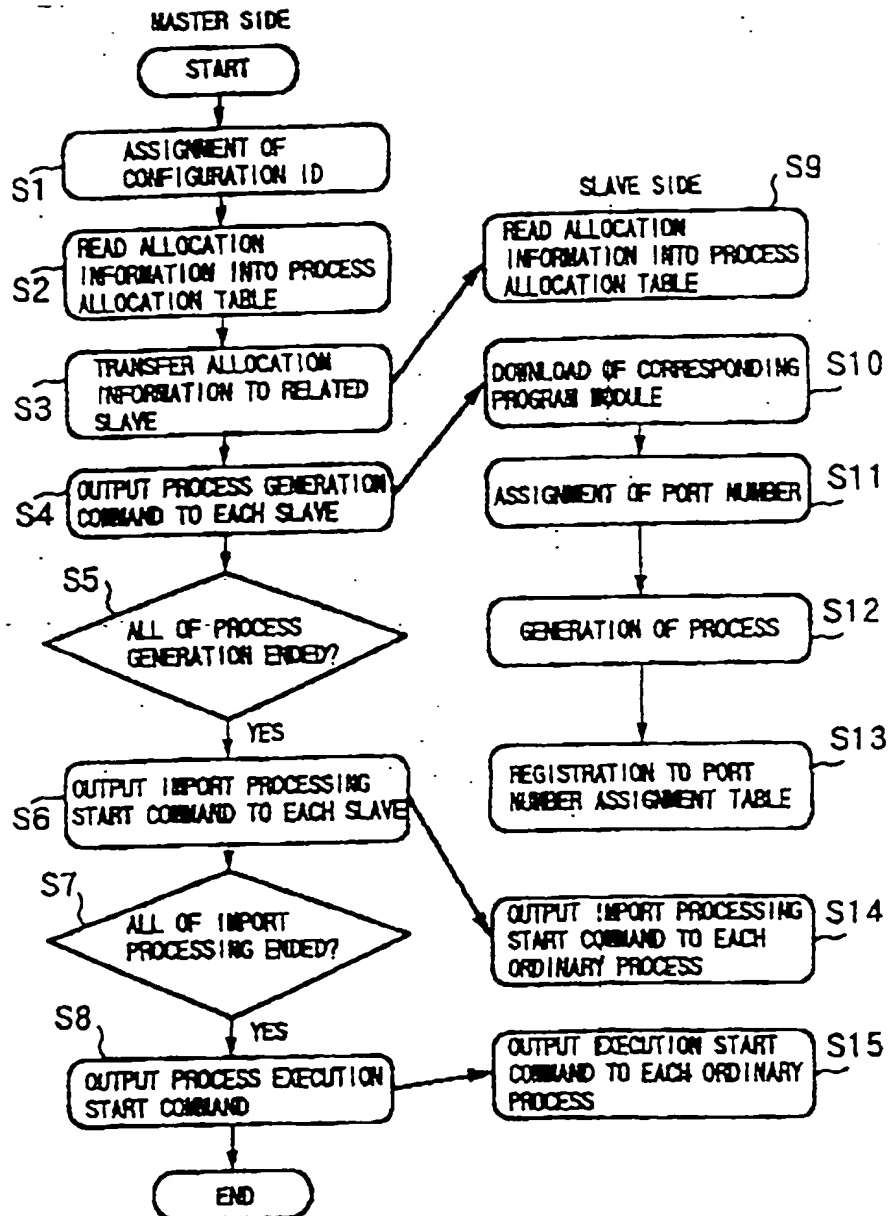 MASTER SIDE
START
S1
ASSIGNMENT OF
CONFIGURATION ID
S2
READ ALLOCATION
INFORMATION INTO PROCESS
ALLOCATION TABLE
S3
TRANSFER ALLOCATION
INFORMATION TO RELATED
SLAVE
S4
OUTPUT PROCESS GENERATION
COMMAND TO EACH SLAVE
S5
ALL OF PROCESS
GENERATION ENDED?
YES
S6
OUTPUT IMPORT PROCESSING
START COMMAND TO EACH SLAVE
S7
ALL OF IMPORT
PROCESSING ENDED?
YES
S8
OUTPUT PROCESS EXECUTION
START COMMAND
END
SLAVE SIDE
S9
READ ALLOCATION
INFORMATION INTO PROCESS
ALLOCATION TABLE
S10
DOWNLOAD OF CORRESPONDING
PROGRAM MODULE
S11
ASSIGNMENT OF PORT NUMBER
S12
GENERATION OF PROCESS
S13
REGISTRATION TO PORT
NUMBER ASSIGNMENT TABLE
S14
OUTPUT IMPORT PROCESSING
START COMMAND TO EACH
ORDINARY PROCESS
S15
OUTPUT EXECUTION START
COMMAND TO EACH ORDINARY
PROCESS